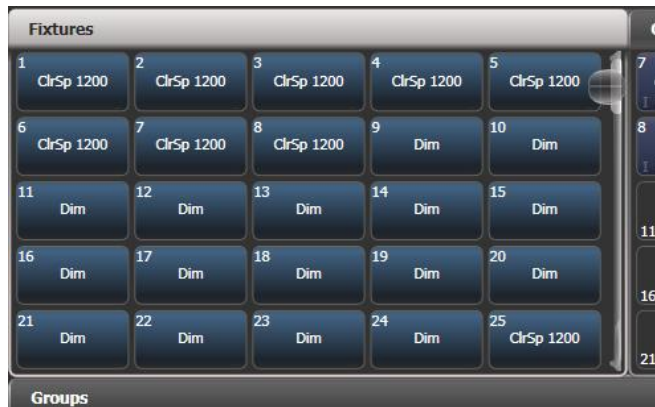 Fixtures
1 2 3 4 5 7
ClrSp 1200 ClrSp 1200 ClrSp 1200 ClrSp 1200 ClrSp 1200
I
6 7 8 9 10 8
ClrSp 1200 ClrSp 1200 ClrSp 1200 Dim Dim
I
11 12 13 14 15
Dim Dim Dim Dim Dim
11
16 17 18 19 20
Dim Dim Dim Dim Dim
16
21 22 23 24 25
Dim Dim Dim Dim ClrSp 1200
21
Groups